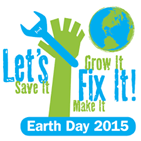 Let's
Save It
Grow It
Fix It!
Make It
Earth Day 2015